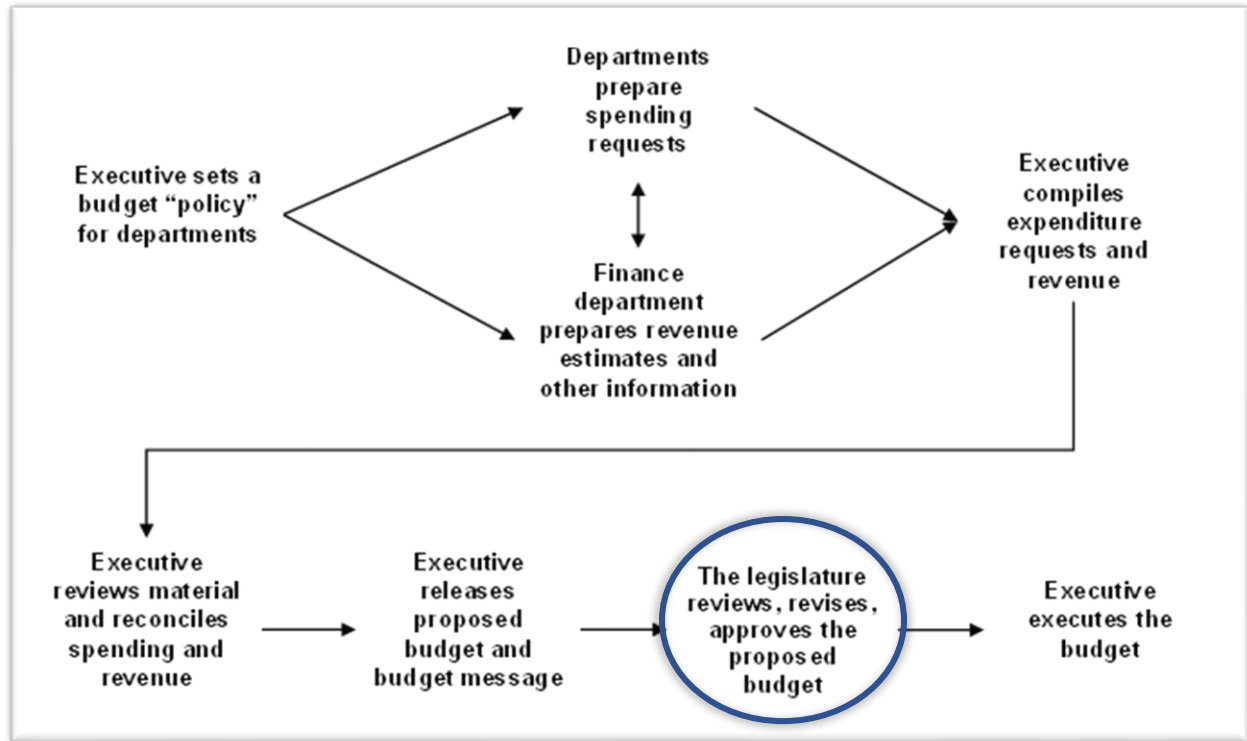 Executive sets a
budget “policy”
for departments
Departments
prepare
spending
requests
Finance
department
prepares revenue
estimates and
other information
Executive
compiles
expenditure
requests and
revenue
Executive
reviews material
and reconciles
spending and
revenue
Executive
releases
proposed
budget and
budget message
The legislature
reviews, revises,
approves the
proposed
budget
Executive
executes the
budget